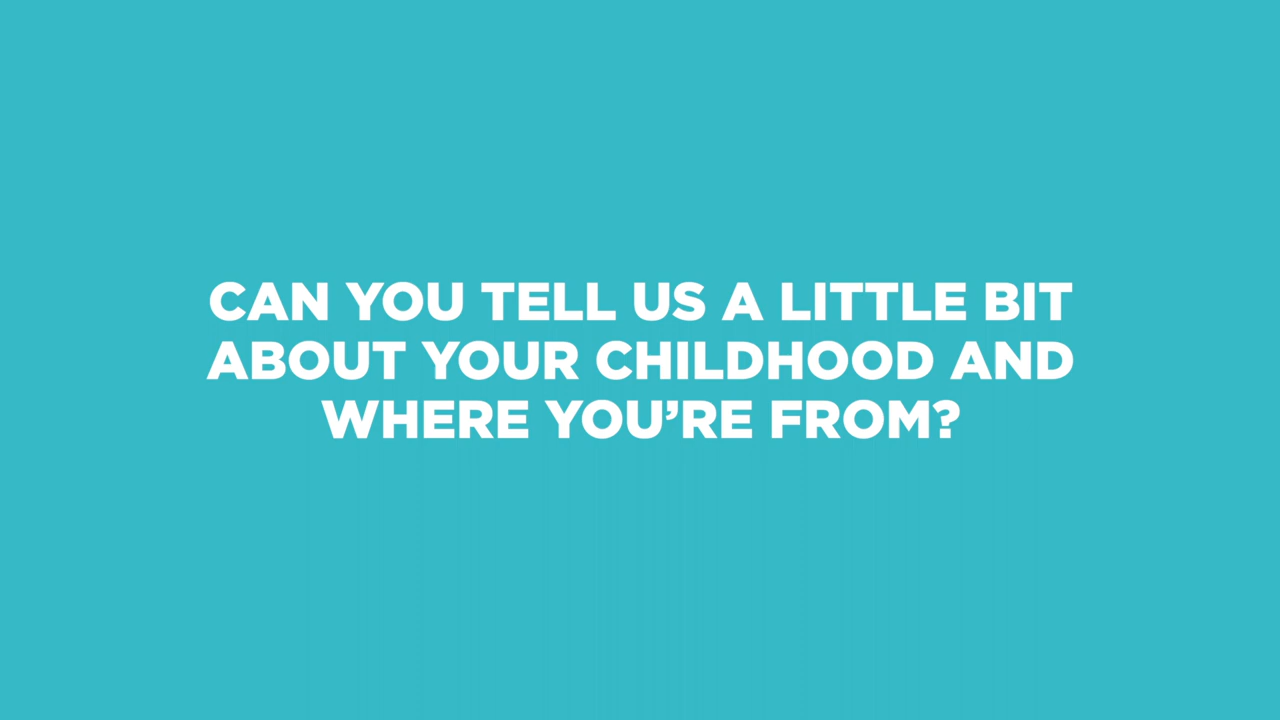 CAN YOU TELL US A LITTLE BIT
ABOUT YOUR CHILDHOOD AND
WHERE YOU’RE FROM?